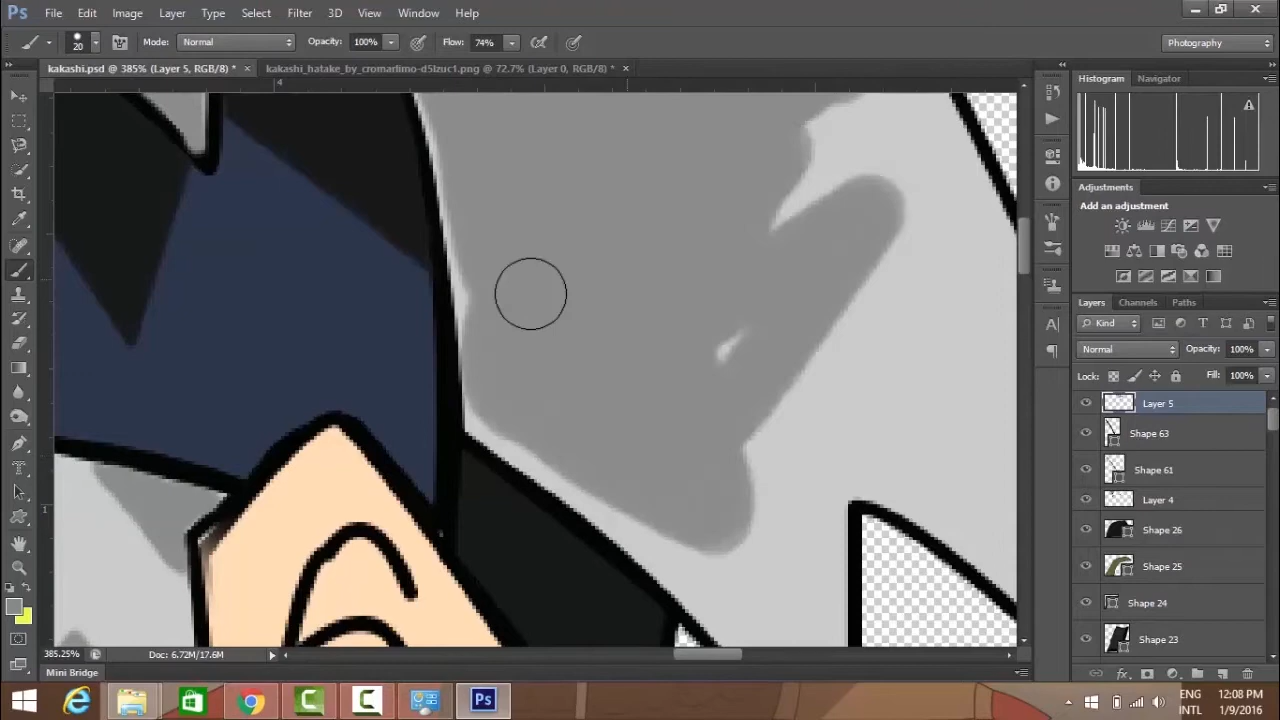 Ps File Edit Image Layer Type Select Filter 3D View Window Help
20 Mode: Normal Opacity: 100% Flow: 74% Photography
kakashi.psd @ 385% (Layer 5, RGB/8) * × kakashi_hatake_by_cromarlimo-d5lzuc1.png @ 72.7% (Layer 0, RGB/8) * ×
Histogram Navigator
Adjustments
Add an adjustment
Layers Channels Paths
Kind
Normal Opacity: 100%
Lock: Fill: 100%
Layer 5
Shape 63
Shape 61
Layer 4
Shape 26
Shape 25
Shape 24
Shape 23
4
1
385.25% Doc: 6.72M/17.6M
Mini Bridge
Ps
ENG
INTL
12:08 PM
1/9/2016